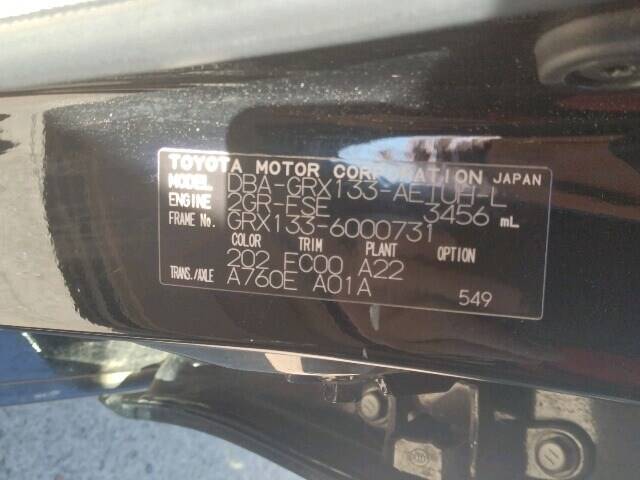 TOYOTA MOTOR CORPORATION JAPAN
MODEL DBA-GRX133-AETUH-L
ENGINE 2GR-FSE 3456 mL
FRAME No. GRX133-6000731
COLOR TRIM PLANT OPTION
202 FC00 A22
TRANS./AXLE A760E A01A
549